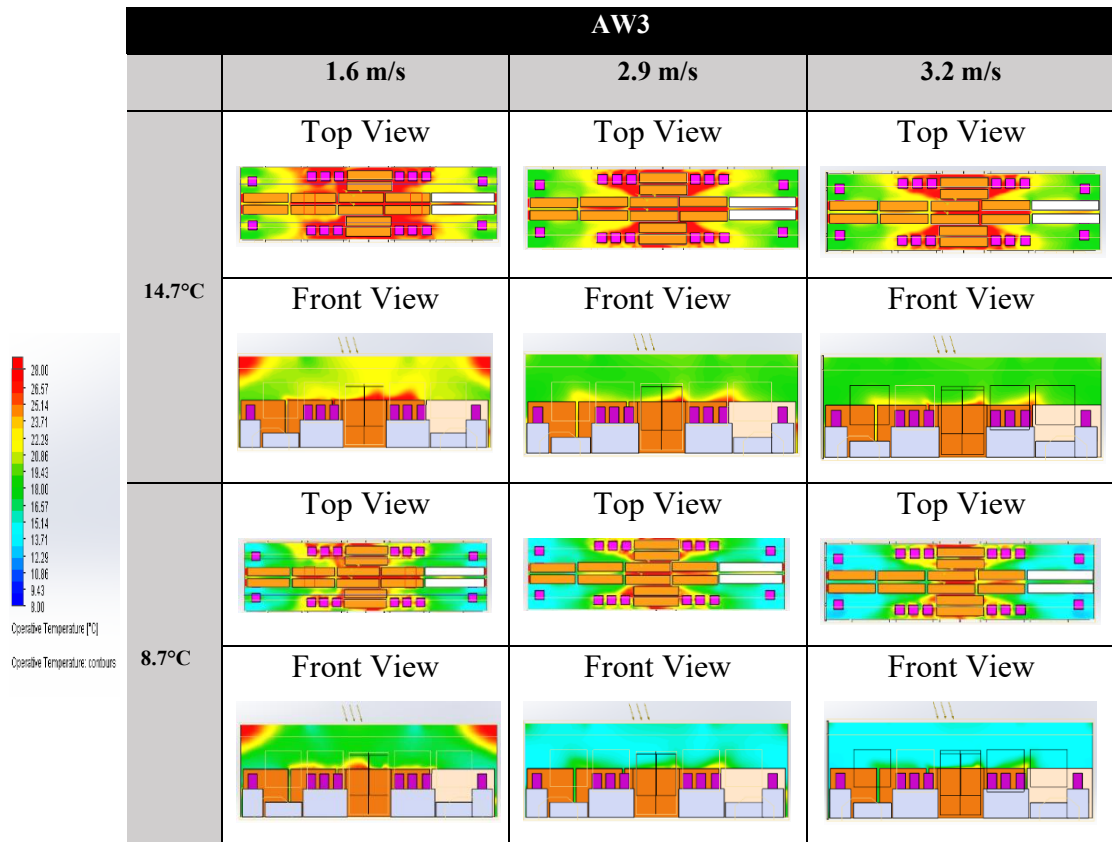 AW3
1.6 m/s 2.9 m/s 3.2 m/s
14.7°C
Top View Top View Top View
Front View Front View Front View
8.7°C
Top View Top View Top View
Front View Front View Front View
28.00
26.57
25.14
23.71
22.29
20.86
19.43
18.00
16.57
15.14
13.71
12.29
10.86
9.43
8.00
Operative Temperature [°C]
Operative Temperature: contours